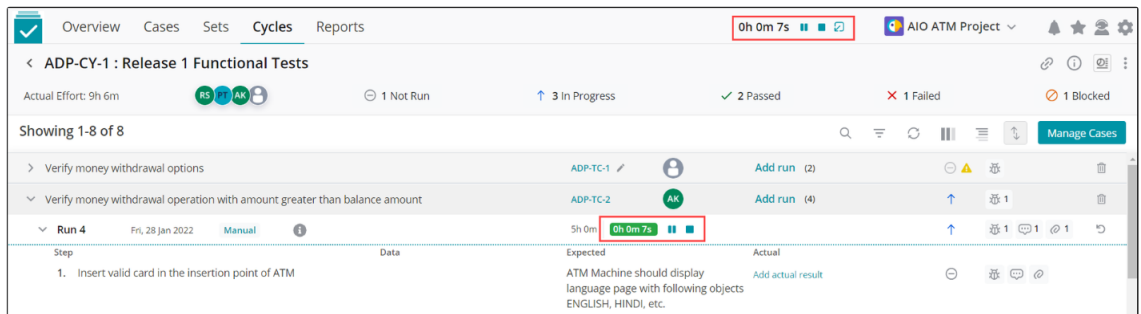 Overview Cases Sets Cycles Reports 0h 0m 7s AIO ATM Project
ADP-CY-1 : Release 1 Functional Tests
Actual Effort: 9h 6m RS PT AK 1 Not Run 3 In Progress 2 Passed 1 Failed 1 Blocked
Showing 1-8 of 8 Manage Cases
Verify money withdrawal options ADP-TC-1 Add run (2)
Verify money withdrawal operation with amount greater than balance amount ADP-TC-2 AK Add run (4) 1
Run 4 Fri, 28 Jan 2022 Manual 5h 0m 0h 0m 7s 1 1 1
Step Data Expected Actual
1. Insert valid card in the insertion point of ATM ATM Machine should display Add actual result
language page with following objects
ENGLISH, HINDI, etc.